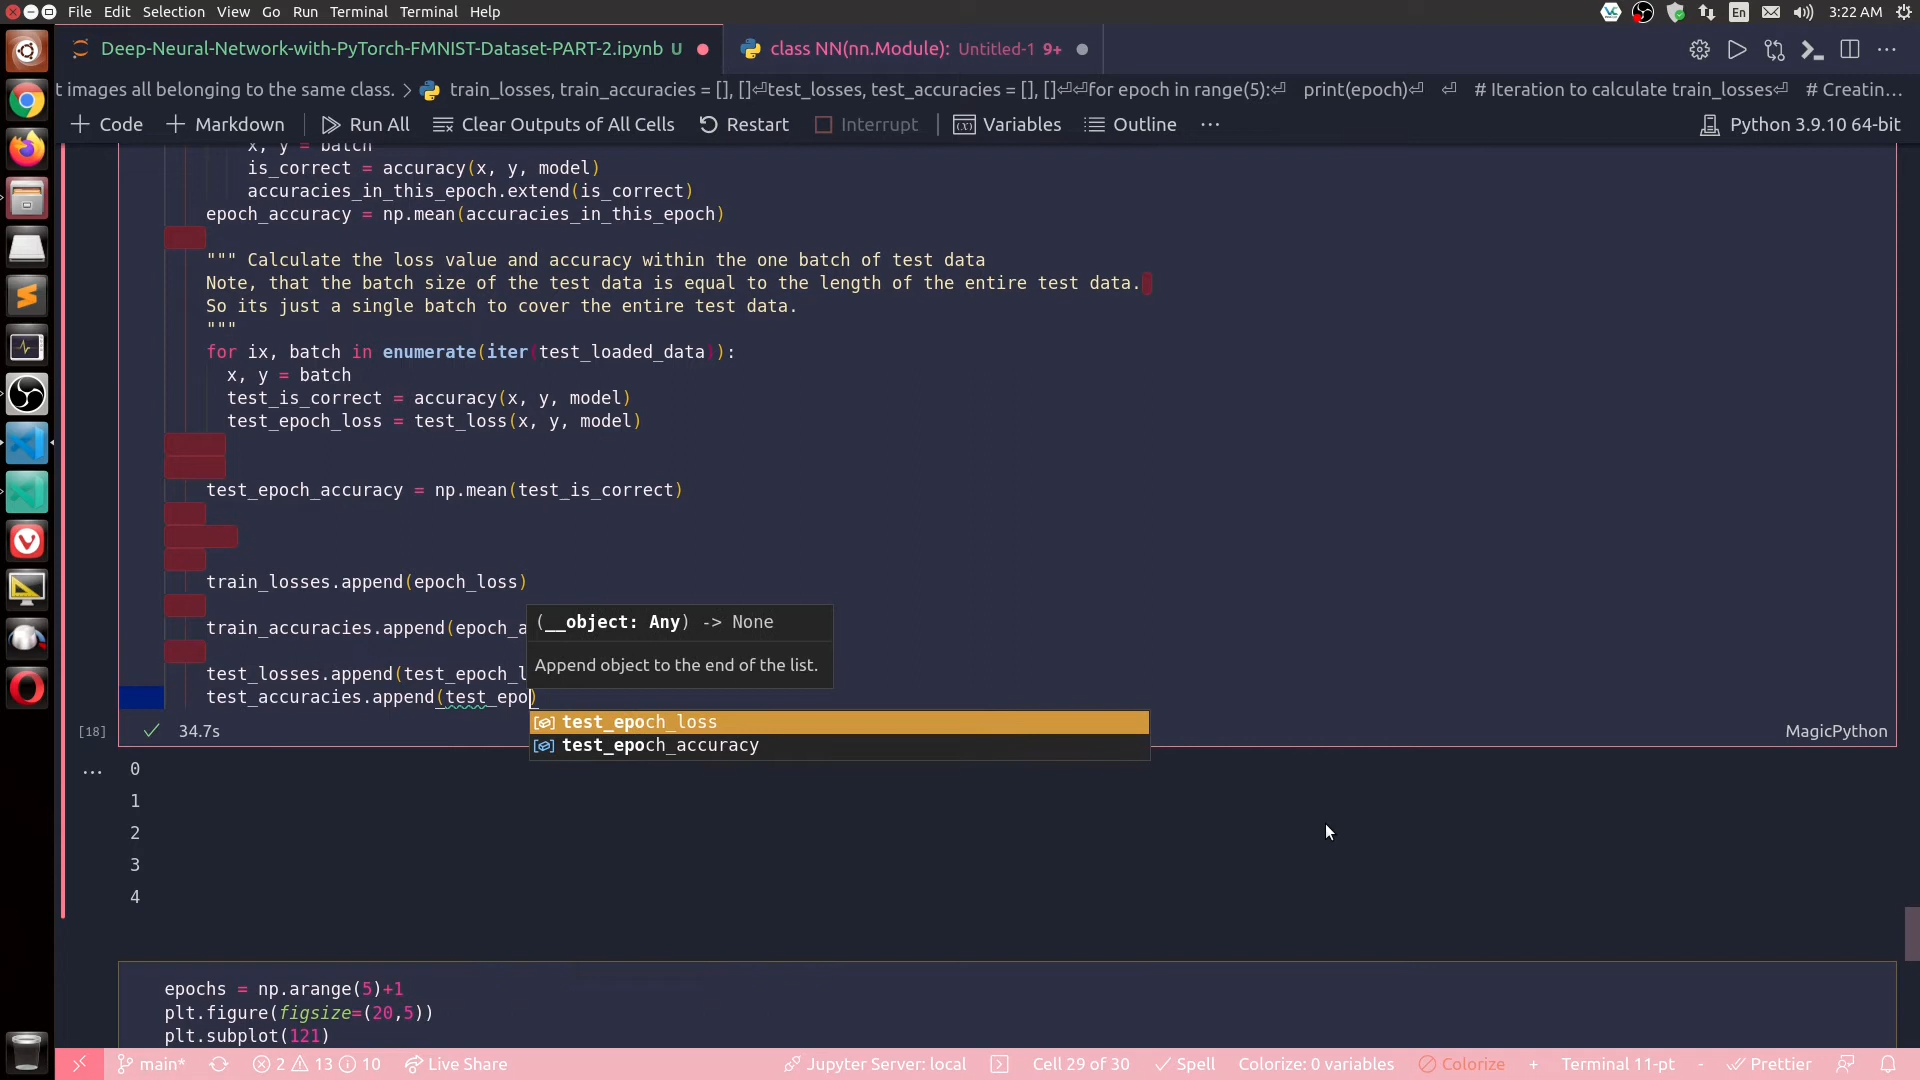 File Edit Selection View Go Run Terminal Terminal Help
En 3:22 AM
Deep-Neural-Network-with-PyTorch-FMNIST-Dataset-PART-2.ipynb U
class NN(nn.Module): Untitled-1 9+
t images all belonging to the same class. > train_losses, train_accuracies = [], []⏎test_losses, test_accuracies = [], []⏎⏎for epoch in range(5):⏎ print(epoch)⏎ ⏎ # Iteration to calculate train_losses⏎ # Creatin...
+ Code + Markdown Run All Clear Outputs of All Cells Restart Interrupt Variables Outline ... Python 3.9.10 64-bit
x, y = batch
is_correct = accuracy(x, y, model)
accuracies_in_this_epoch.extend(is_correct)
epoch_accuracy = np.mean(accuracies_in_this_epoch)
""" Calculate the loss value and accuracy within the one batch of test data
Note, that the batch size of the test data is equal to the length of the entire test data.
So its just a single batch to cover the entire test data.
"""
for ix, batch in enumerate(iter(test_loaded_data)):
x, y = batch
test_is_correct = accuracy(x, y, model)
test_epoch_loss = test_loss(x, y, model)
test_epoch_accuracy = np.mean(test_is_correct)
train_losses.append(epoch_loss)
train_accuracies.append(epoch_a
(__object: Any) -> None
Append object to the end of the list.
test_losses.append(test_epoch_l
test_accuracies.append(test_epo)
test_epoch_loss
test_epoch_accuracy
[18] 34.7s MagicPython
... 0
1
2
3
4
epochs = np.arange(5)+1
plt.figure(figsize=(20,5))
plt.subplot(121)
main* 2 13 10 Live Share Jupyter Server: local Cell 29 of 30 Spell Colorize: 0 variables Colorize + Terminal 11-pt - Prettier